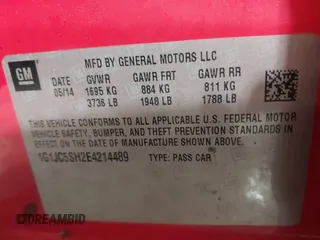 MFD BY GENERAL MOTORS LLC
GM
DATE GVWR GAWR FRT GAWR RR
05/14 1695 KG 884 KG 811 KG
3736 LB 1948 LB 1788 LB
THIS VEHICLE CONFORMS TO ALL APPLICABLE U.S. FEDERAL MOTOR
VEHICLE SAFETY, BUMPER, AND THEFT PREVENTION STANDARDS IN
EFFECT ON THE DATE OF MANUFACTURE SHOWN ABOVE.
1G1JC5SH2E4214489 TYPE: PASS CAR
DREAMBID